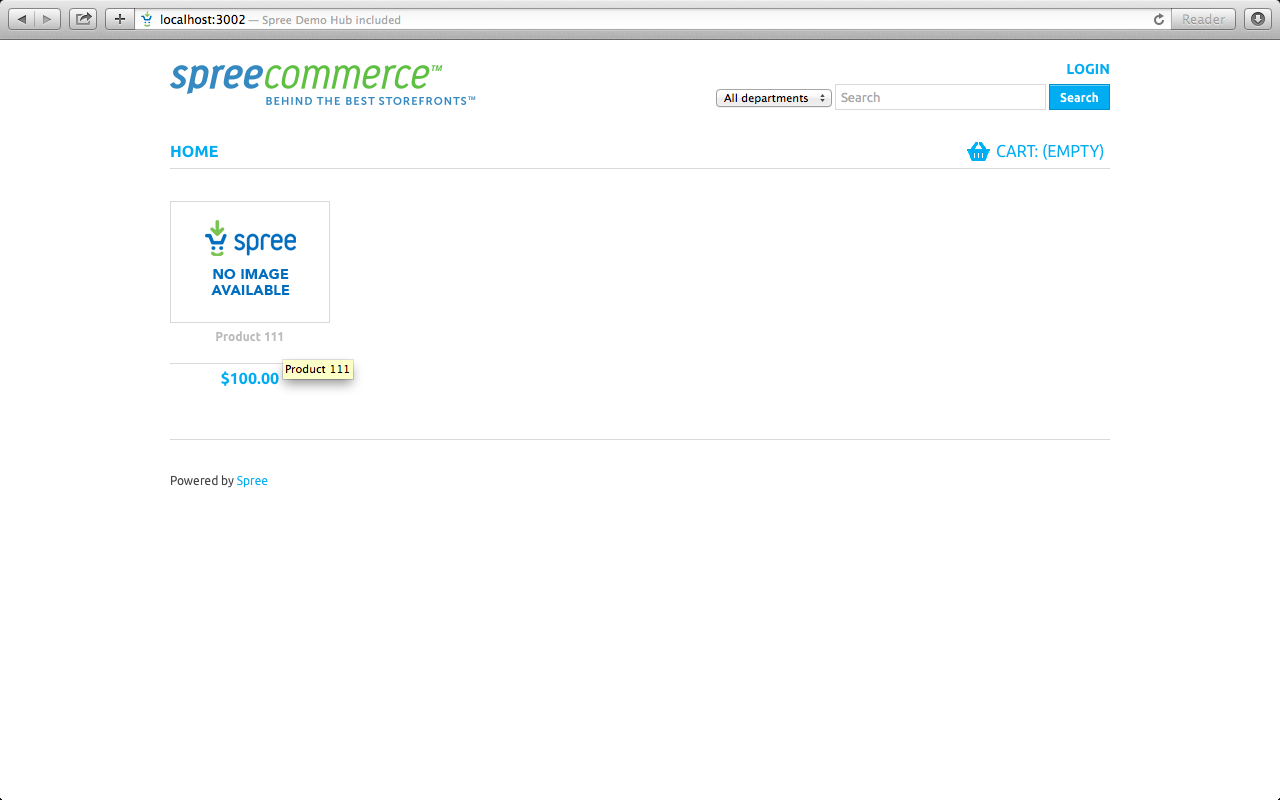 localhost:3002 — Spree Demo Hub included
Reader
spreecommerce™
BEHIND THE BEST STOREFRONTS™
LOGIN
All departments Search Search
HOME
CART: (EMPTY)
spree
NO IMAGE
AVAILABLE
Product 111
Product 111
$100.00
Powered by Spree